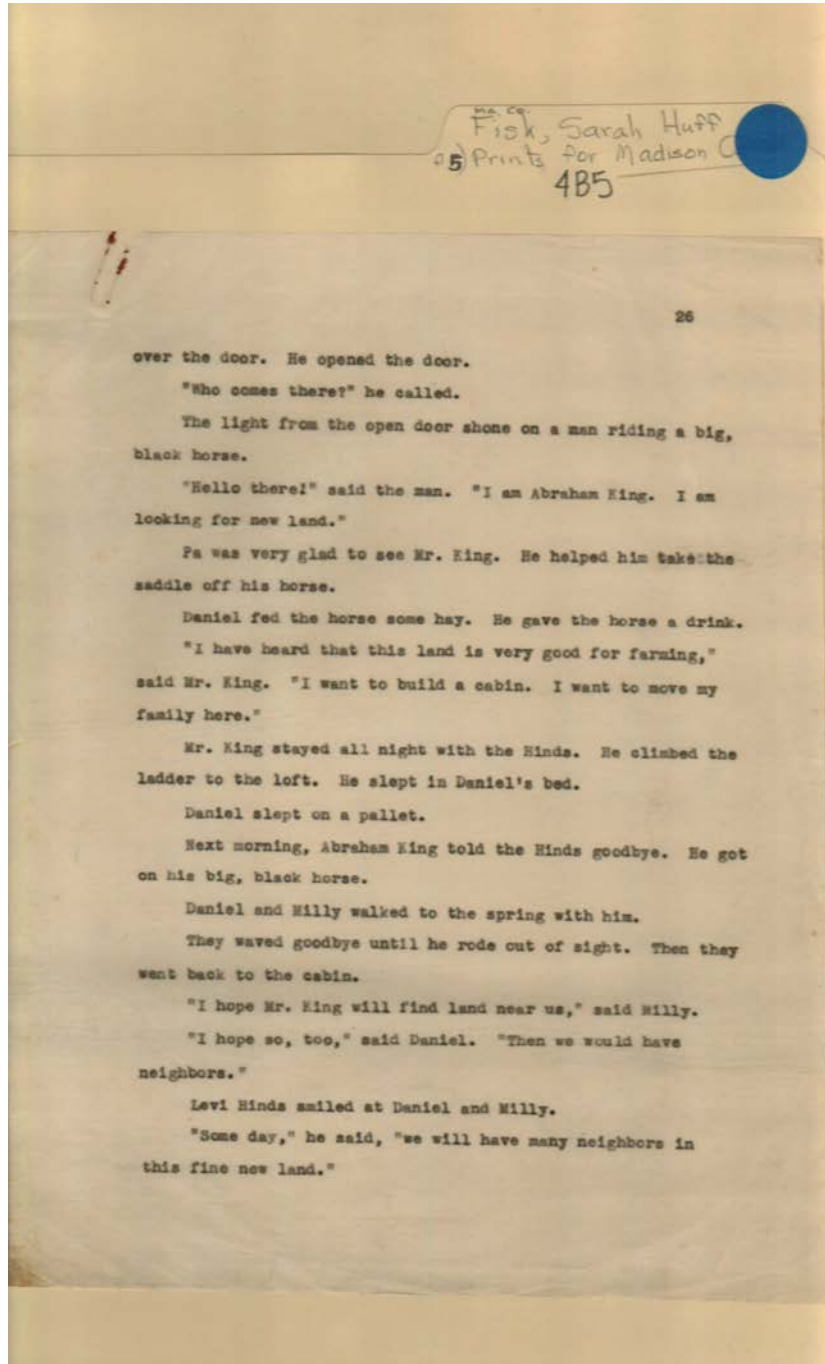 Ma. Co.
Fisk, Sarah Huff
5) Prints for Madison C
4B5
26
over the door.  He opened the door.
"Who comes there?" he called.
The light from the open door shone on a man riding a big,
black horse.
"Hello there!" said the man.  "I am Abraham King.  I am
looking for new land."
Pa was very glad to see Mr. King.  He helped him take the
saddle off his horse.
Daniel fed the horse some hay.  He gave the horse a drink.
"I have heard that this land is very good for farming,"
said Mr. King.  "I want to build a cabin.  I want to move my
family here."
Mr. King stayed all night with the Hinds.  He climbed the
ladder to the loft.  He slept in Daniel's bed.
Daniel slept on a pallet.
Next morning, Abraham King told the Hinds goodbye.  He got
on his big, black horse.
Daniel and Milly walked to the spring with him.
They waved goodbye until he rode out of sight.  Then they
went back to the cabin.
"I hope Mr. King will find land near us," said Milly.
"I hope so, too," said Daniel.  "Then we would have
neighbors."
Levi Hinds smiled at Daniel and Milly.
"Some day," he said, "we will have many neighbors in
this fine new land."